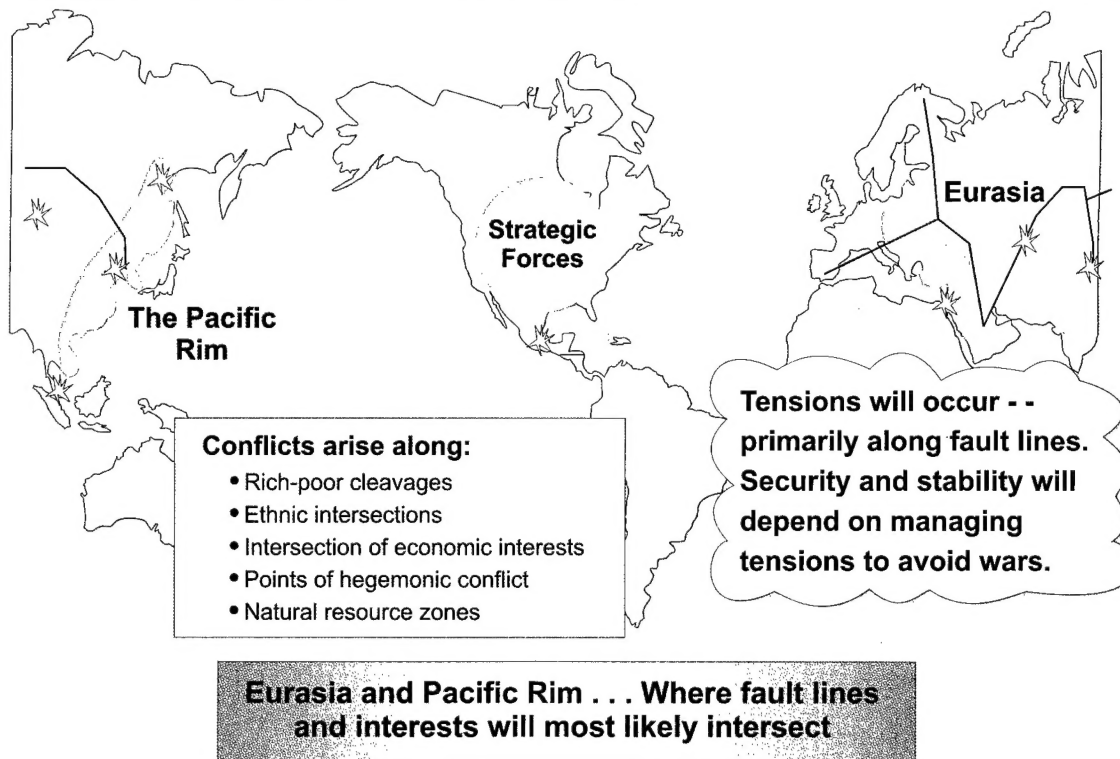 Strategic
Forces
Eurasia
The Pacific
Rim
Conflicts arise along:
• Rich-poor cleavages
• Ethnic intersections
• Intersection of economic interests
• Points of hegemonic conflict
• Natural resource zones
Tensions will occur - -
primarily along fault lines.
Security and stability will
depend on managing
tensions to avoid wars.
Eurasia and Pacific Rim . . . Where fault lines
and interests will most likely intersect